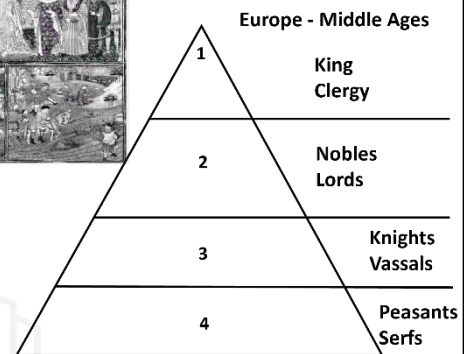 Europe - Middle Ages
1
King
Clergy
2
Nobles
Lords
3
Knights
Vassals
4
Peasants
Serfs